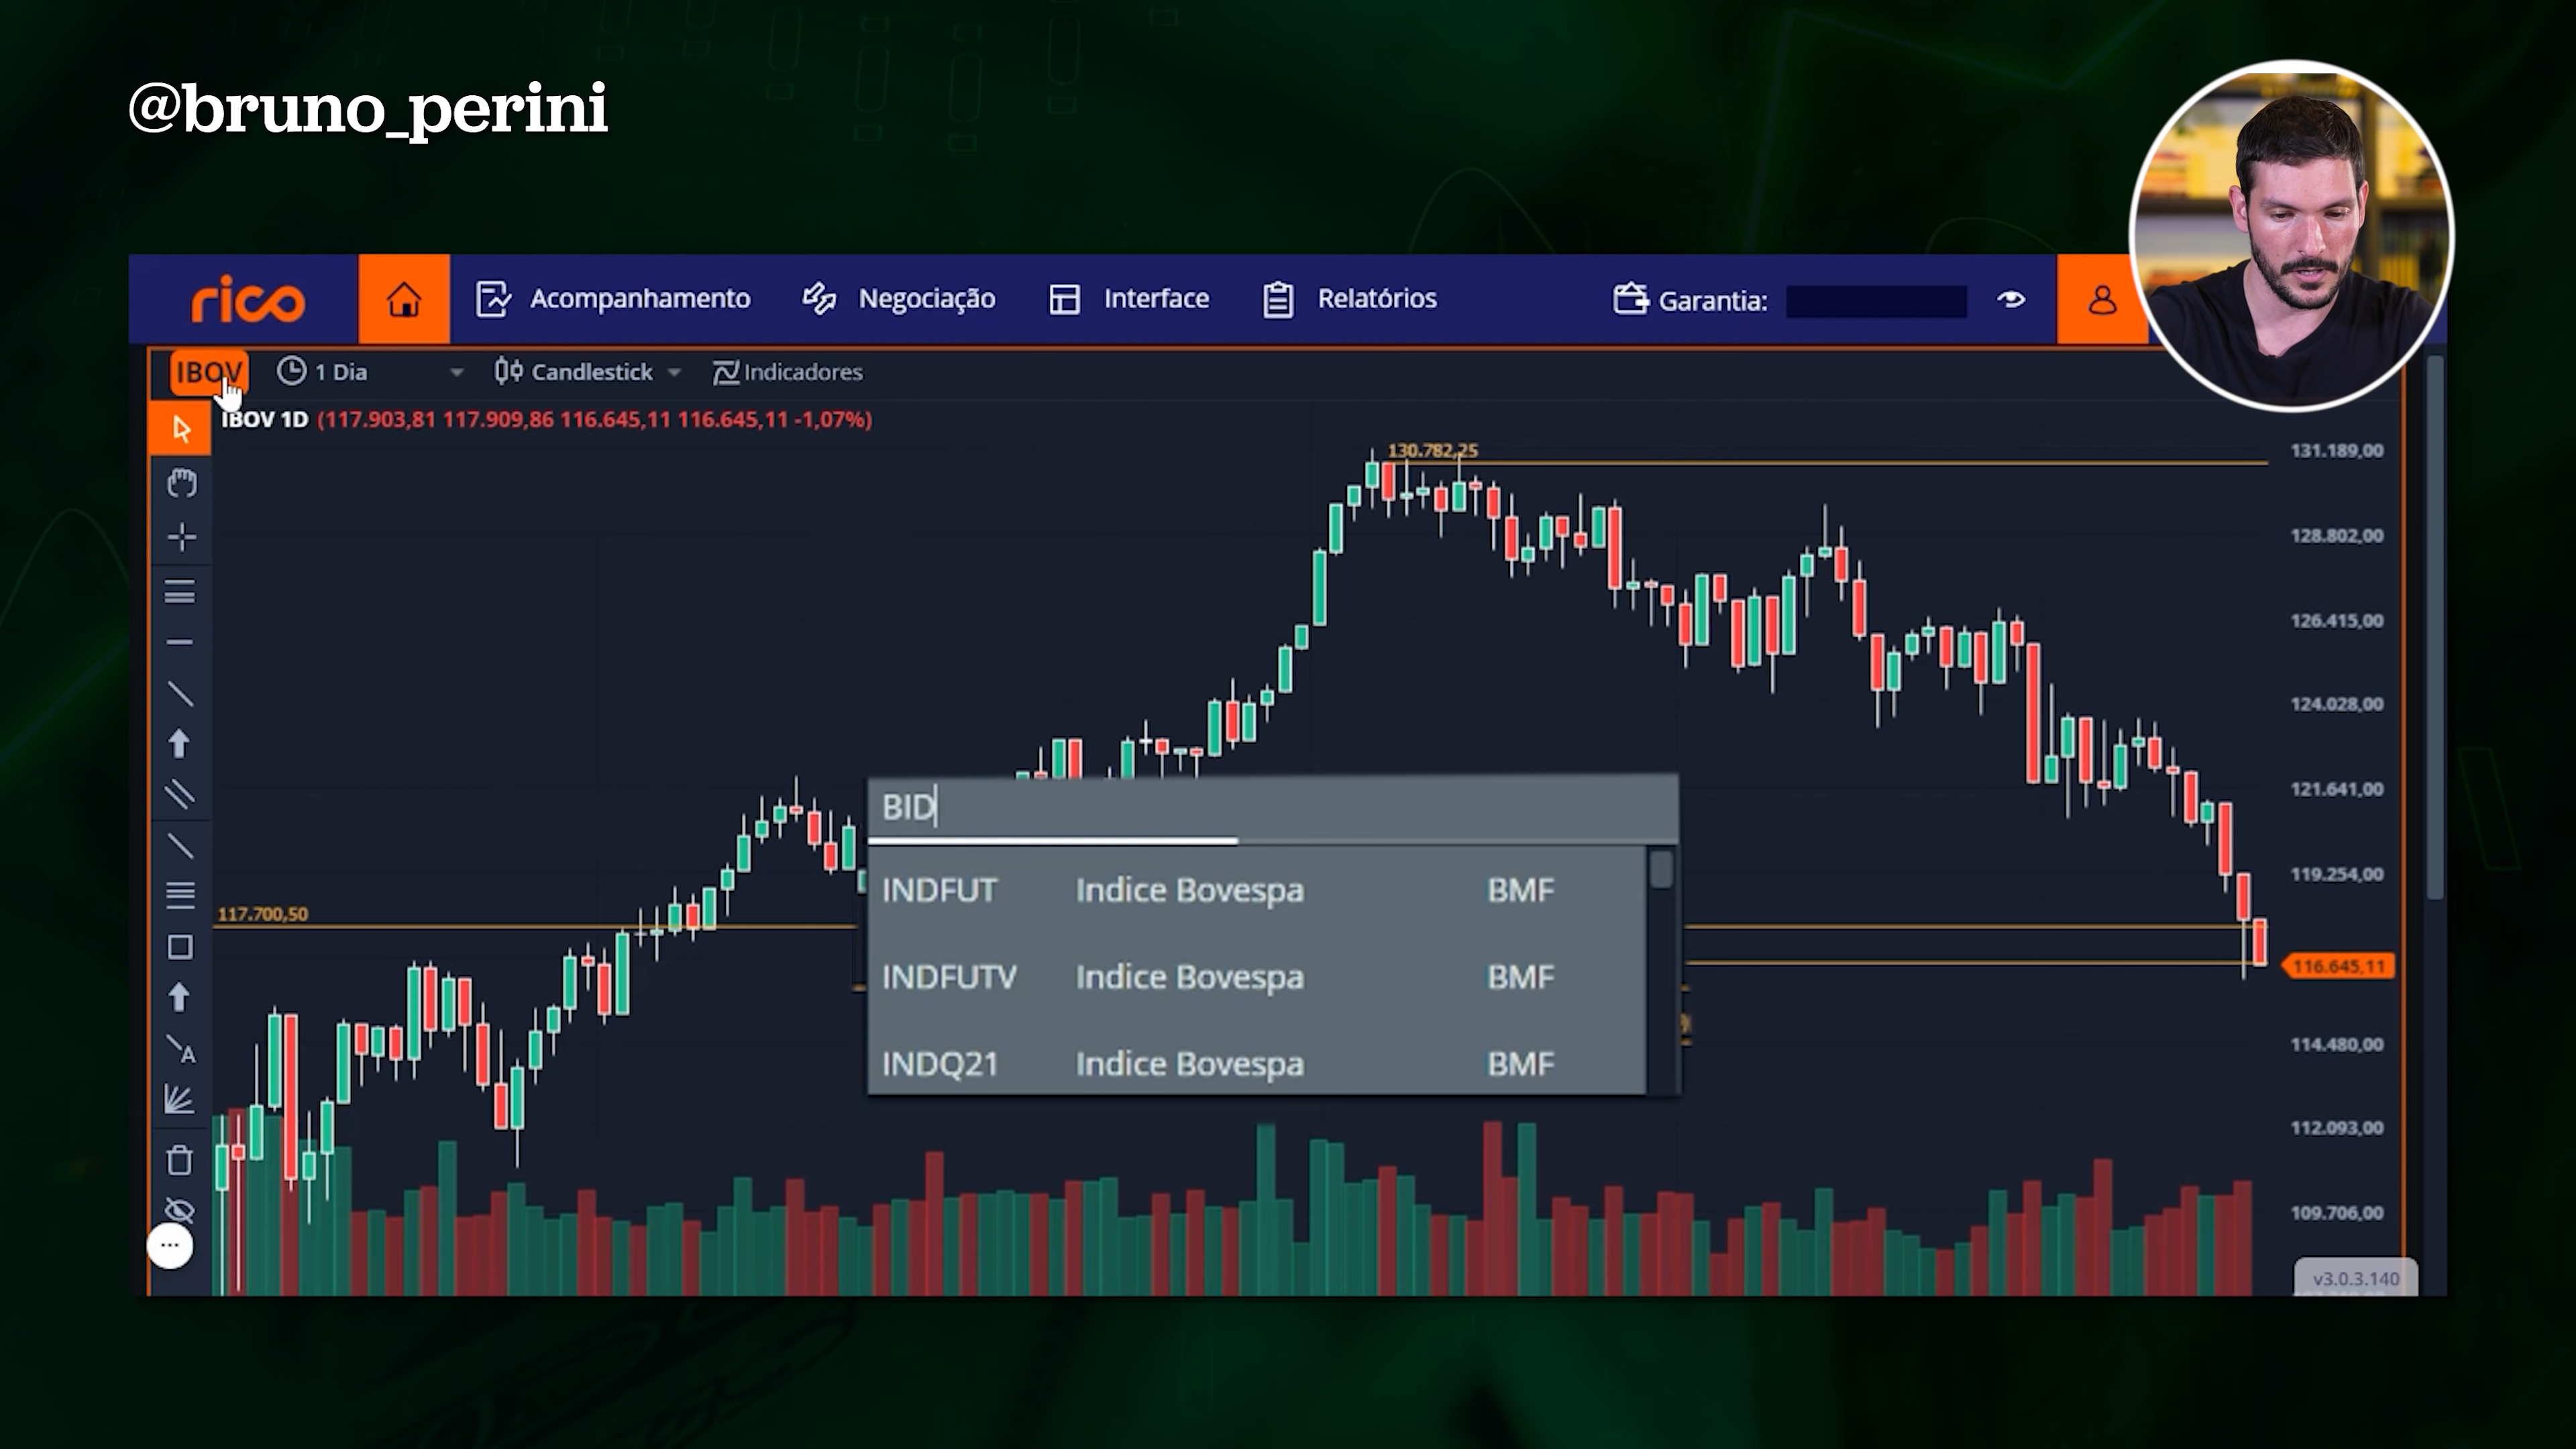 @bruno_perini
rico
Acompanhamento
Negociação
Interface
Relatórios
Garantia:
IBOV
1 Dia
Candlestick
Indicadores
IBOV 1D (117.903,81 117.909,86 116.645,11 116.645,11 -1,07%)
130.782,25
131.189,00
128.802,00
126.415,00
124.028,00
121.641,00
119.254,00
117.700,50
116.645,11
114.480,00
112.093,00
109.706,00
BID
INDFUT Indice Bovespa BMF
INDFUTV Indice Bovespa BMF
INDQ21 Indice Bovespa BMF
A
v3.0.3.140